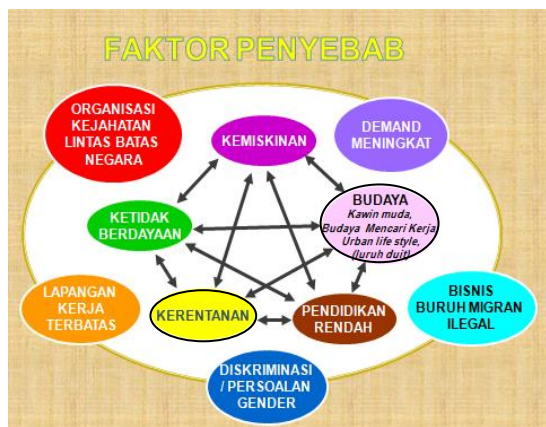 FAKTOR PENYEBAB
ORGANISASI
KEJAHATAN
LINTAS BATAS
NEGARA
KEMISKINAN
DEMAND
MENINGKAT
KETIDAK
BERDAYAAN
BUDAYA
Kawin muda,
Budaya Mencari Kerja
Urban life style,
(luruh duit)
LAPANGAN
KERJA
TERBATAS
KERENTANAN
PENDIDIKAN
RENDAH
BISNIS
BURUH MIGRAN
ILEGAL
DISKRIMINASI
/ PERSOALAN
GENDER